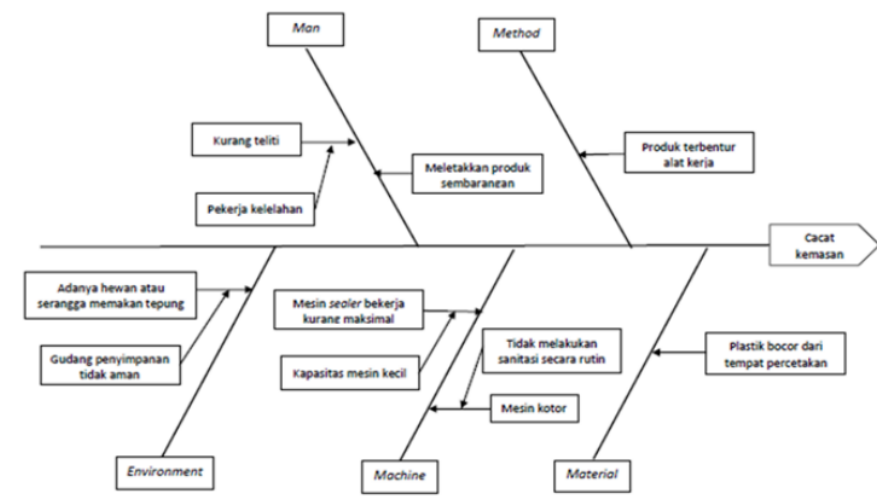 Man
Method
Kurang teliti
Produk terbentur
alat kerja
Meletakkan produk
sembarangan
Pekerja kelelahan
Cacat
kemasan
Adanya hewan atau
serangga memakan tepung
Mesin sealer bekerja
kurang maksimal
Gudang penyimpanan
tidak aman
Kapasitas mesin kecil
Tidak melakukan
sanitasi secara rutin
Plastik bocor dari
tempat percetakan
Mesin kotor
Environment
Machine
Material